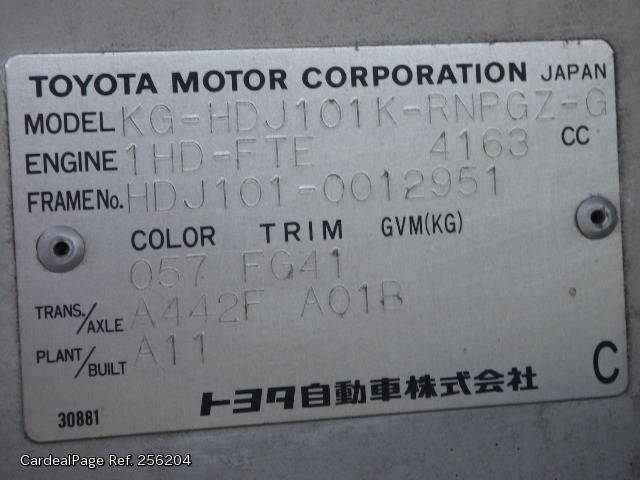 TOYOTA MOTOR CORPORATION JAPAN
MODEL KG-HDJ101K-RNPGZ-G
ENGINE 1HD-FTE 4163 CC
FRAMENo. HDJ101-0012951
COLOR TRIM GVM(KG)
057 FG41
TRANS./AXLE A442F A01B
PLANT/BUILT A11
トヨタ自動車株式会社 C
30881
CardealPage Ref. 256204